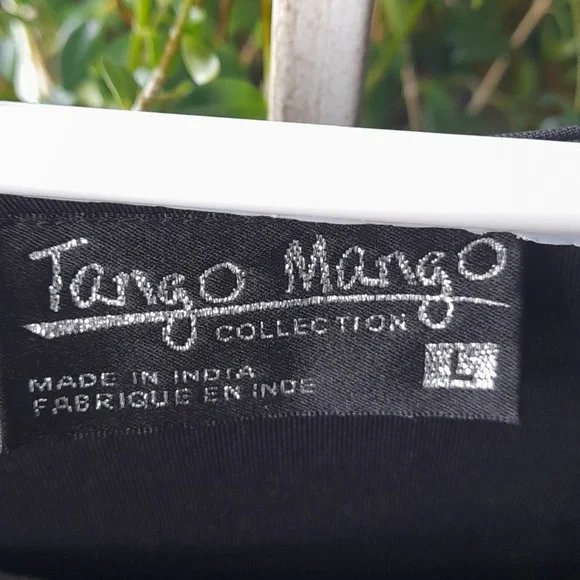 Tango Mango
COLLECTION
L
MADE IN INDIA
FABRIQUE EN INDE